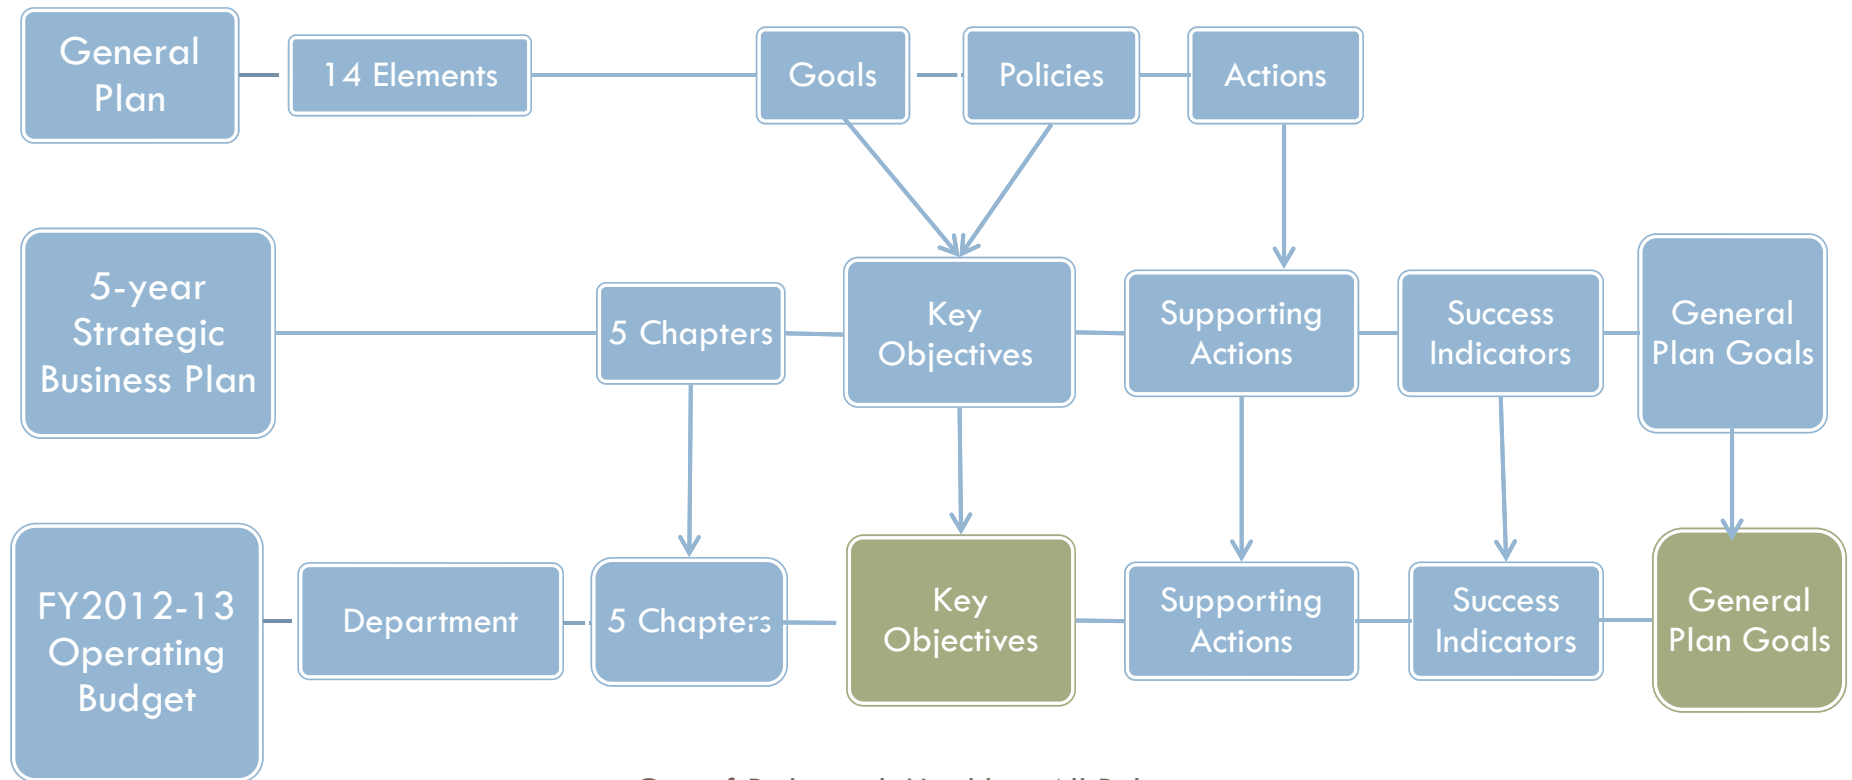 General
Plan
14 Elements
Goals
Policies
Actions
5-year
Strategic
Business Plan
5 Chapters
Key
Objectives
Supporting
Actions
Success
Indicators
General
Plan Goals
FY2012-13
Operating
Budget
Department
5 Chapters
Key
Objectives
Supporting
Actions
Success
Indicators
General
Plan Goals